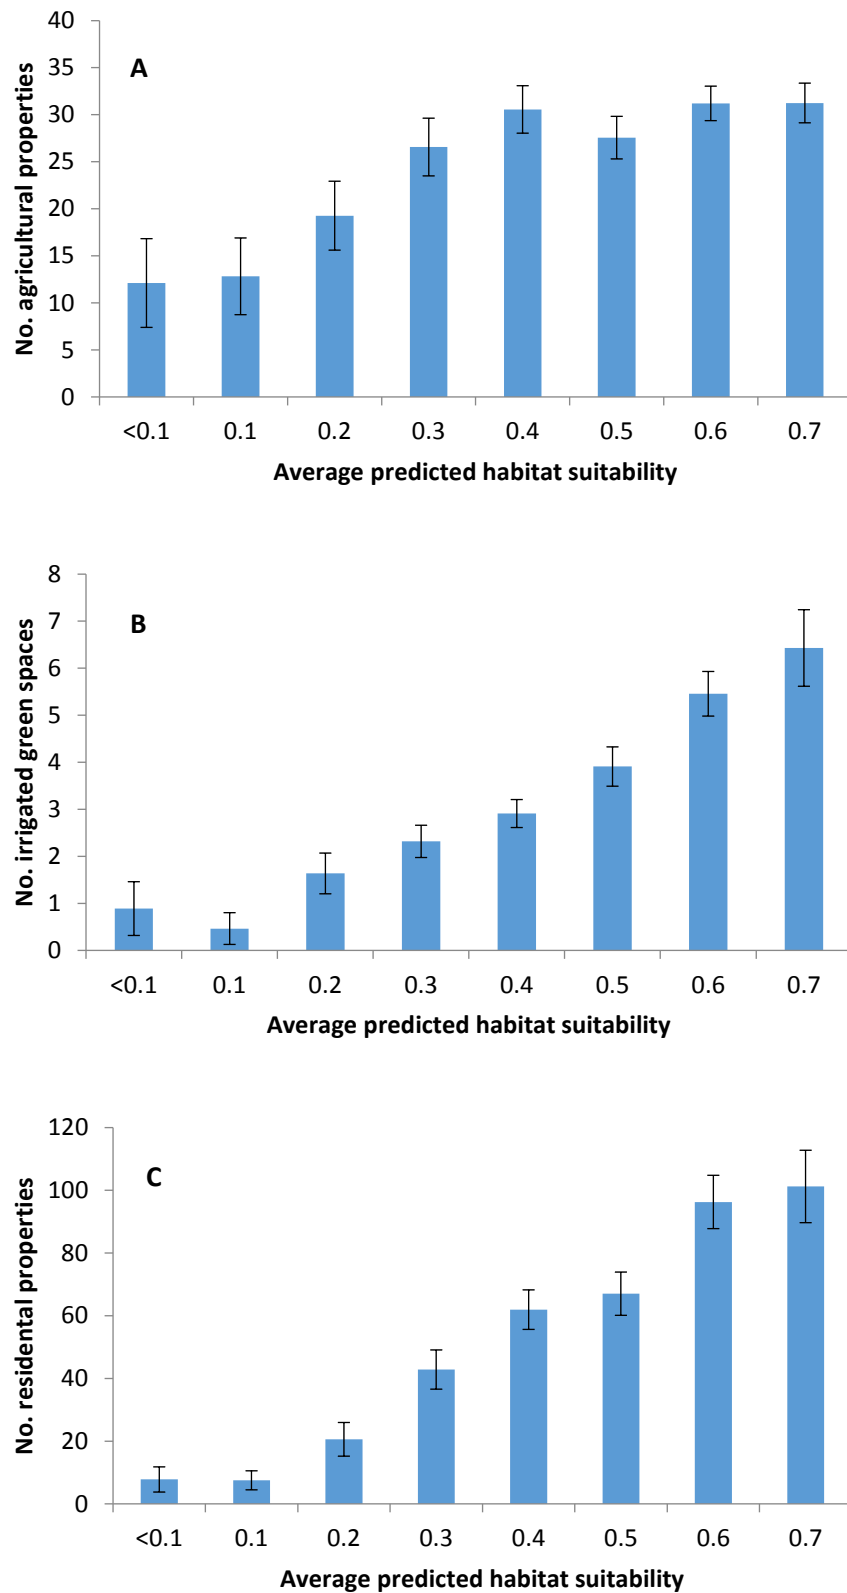 40
35
30
25
20
15
10
5
0
A
No. agricultural properties
<0.1 0.1 0.2 0.3 0.4 0.5 0.6 0.7
Average predicted habitat suitability
8
7
6
5
4
3
2
1
0
B
No. irrigated green spaces
<0.1 0.1 0.2 0.3 0.4 0.5 0.6 0.7
Average predicted habitat suitability
120
100
80
60
40
20
0
C
No. residental properties
<0.1 0.1 0.2 0.3 0.4 0.5 0.6 0.7
Average predicted habitat suitability